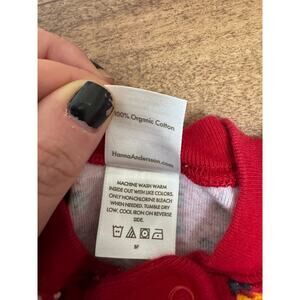 100% Organic Cotton
HannaAndersson.com
MACHINE WASH WARM
INSIDE OUT WITH LIKE COLORS.
ONLY NON-CHLORINE BLEACH
WHEN NEEDED. TUMBLE DRY
LOW, COOL IRON ON REVERSE
SIDE.
BF